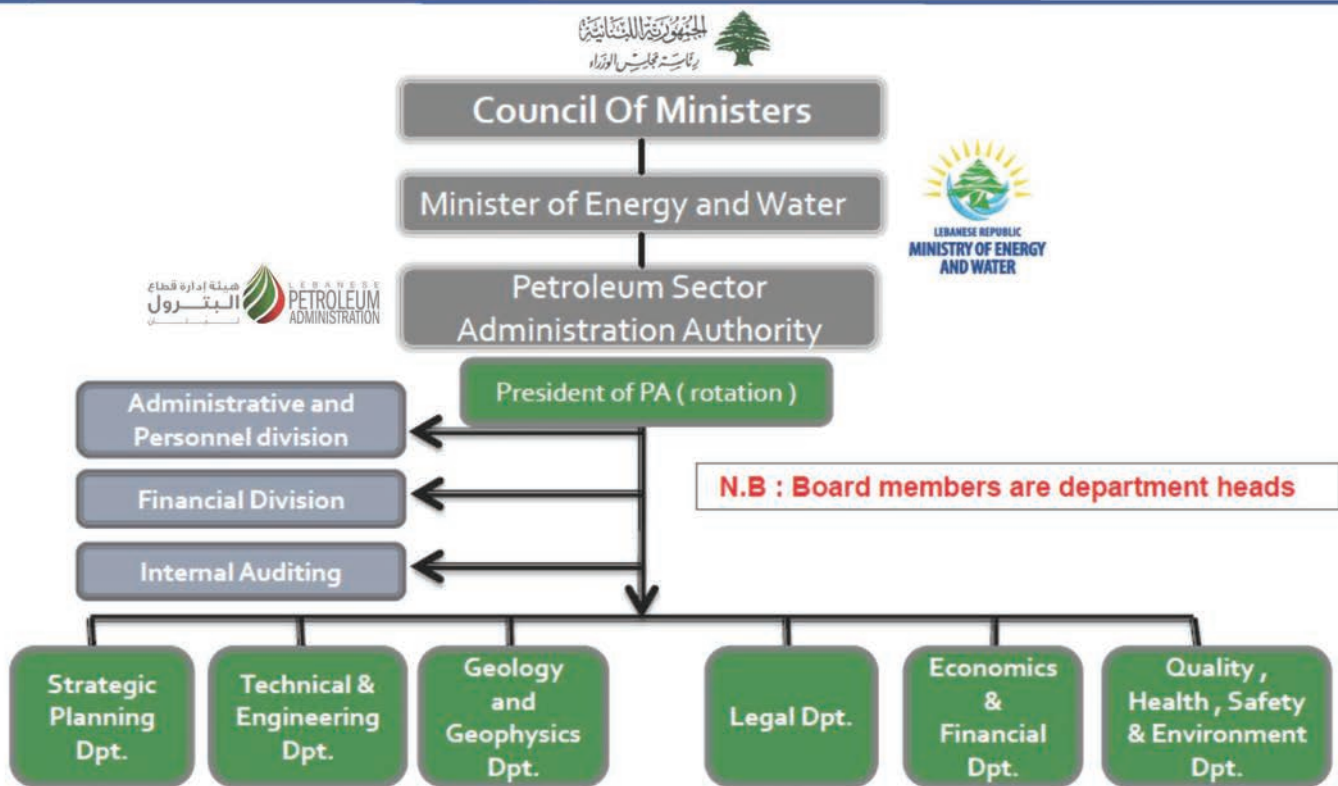 الجمهورية اللبنانية
رئاسة مجلس الوزراء
Council Of Ministers
Minister of Energy and Water
LEBANESE REPUBLIC
MINISTRY OF ENERGY
AND WATER
هيئة إدارة قطاع
البترول
لبنان
LEBANESE
PETROLEUM
ADMINISTRATION
Petroleum Sector
Administration Authority
President of PA ( rotation )
Administrative and
Personnel division
Financial Division
Internal Auditing
N.B : Board members are department heads
Strategic
Planning
Dpt.
Technical &
Engineering
Dpt.
Geology
and
Geophysics
Dpt.
Legal Dpt.
Economics
&
Financial
Dpt.
Quality ,
Health , Safety
& Environment
Dpt.